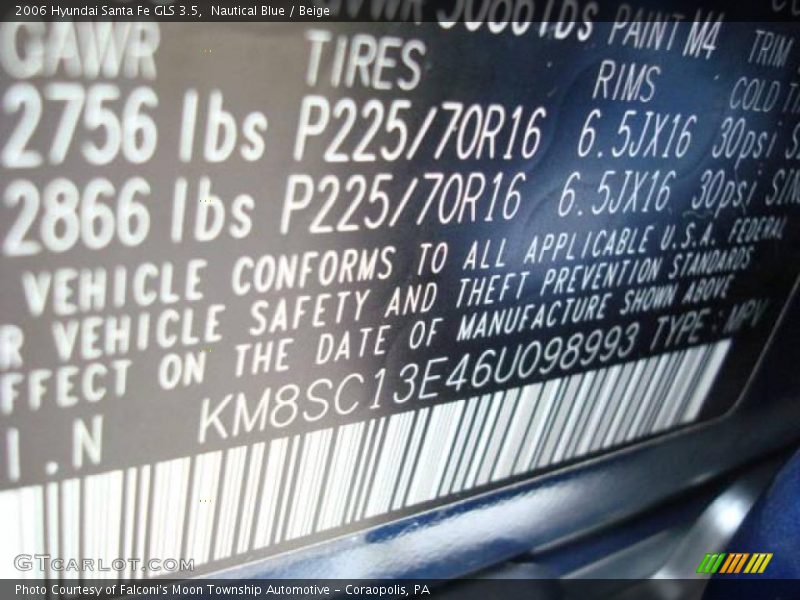 2006 Hyundai Santa Fe GLS 3.5,  Nautical Blue / Beige
PAINT M4 TRIM
GAWR TIRES RIMS COLD
2756 lbs P225/70R16 6.5JX16 30psi
2866 lbs P225/70R16 6.5JX16 30psi
VEHICLE CONFORMS TO ALL APPLICABLE U.S.A. FEDERAL
R VEHICLE SAFETY AND THEFT PREVENTION STANDARDS
FFECT ON THE DATE OF MANUFACTURE SHOWN ABOVE
I.N KM8SC13E46U098993 TYPE : MPV
GTcarlot.com
Photo Courtesy of Falconi's Moon Township Automotive - Coraopolis, PA